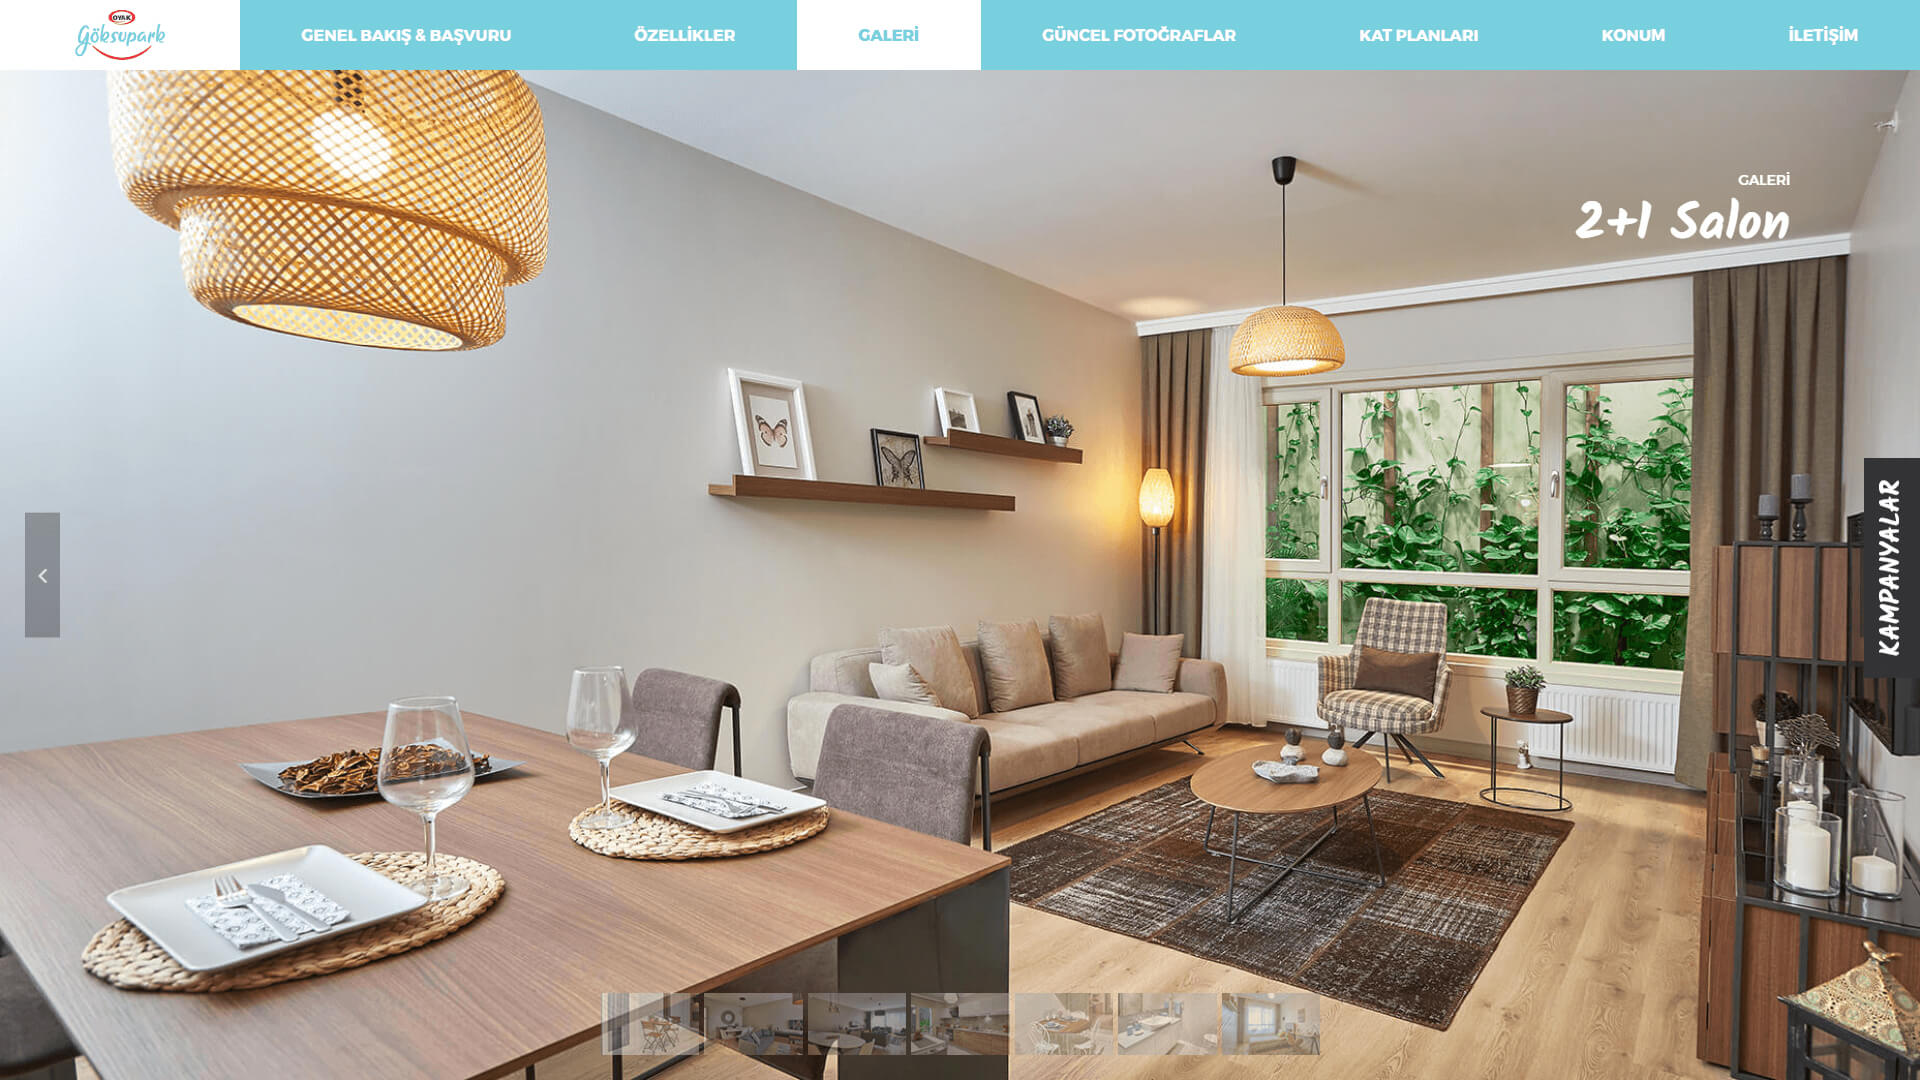 OYAK
Göksupark
GENEL BAKIŞ & BAŞVURU
ÖZELLİKLER
GALERİ
GÜNCEL FOTOĞRAFLAR
KAT PLANLARI
KONUM
İLETİŞİM
GALERİ
2+1 Salon
KAMPANYALAR